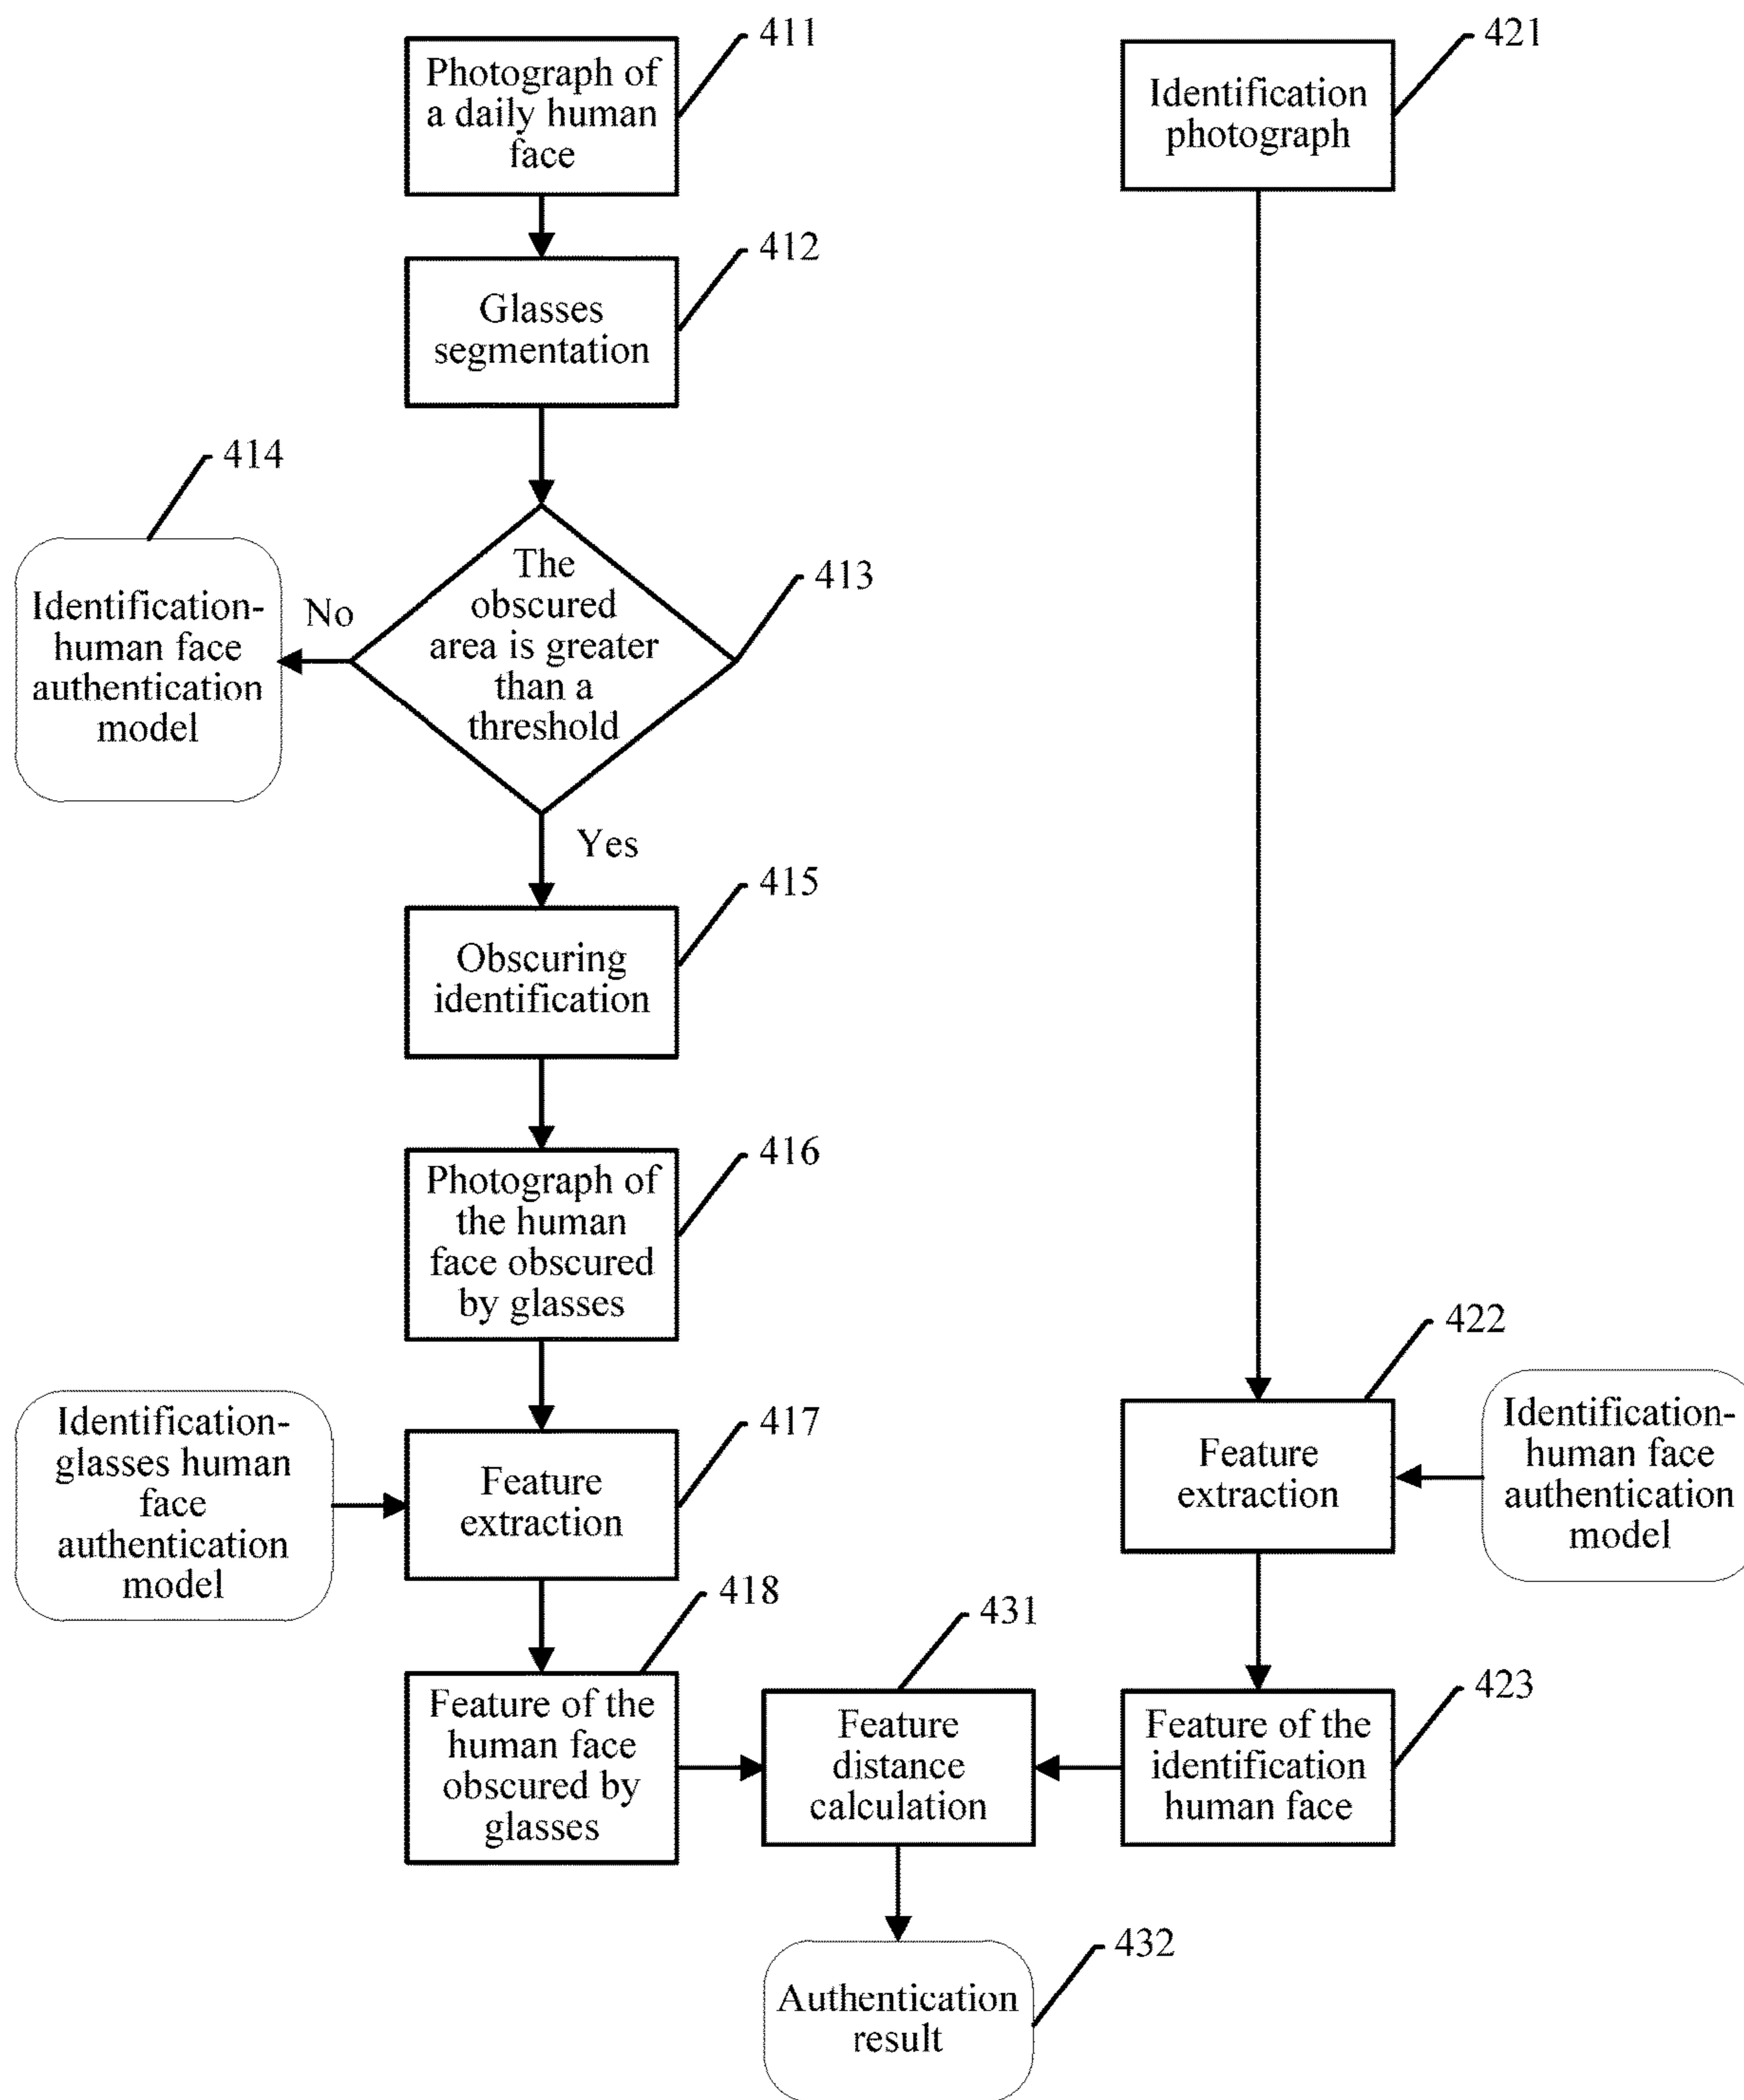 411
Photograph of
a daily human
face
421
Identification
photograph
412
Glasses
segmentation
414
Identification-
human face
authentication
model
No
The
obscured
area is greater
than a
threshold
413
Yes
415
Obscuring
identification
416
Photograph of
the human
face obscured
by glasses
Identification-
glasses human
face
authentication
model
417
Feature
extraction
422
Feature
extraction
Identification-
human face
authentication
model
418
Feature of the
human face
obscured by
glasses
431
Feature
distance
calculation
423
Feature of the
identification
human face
432
Authentication
result